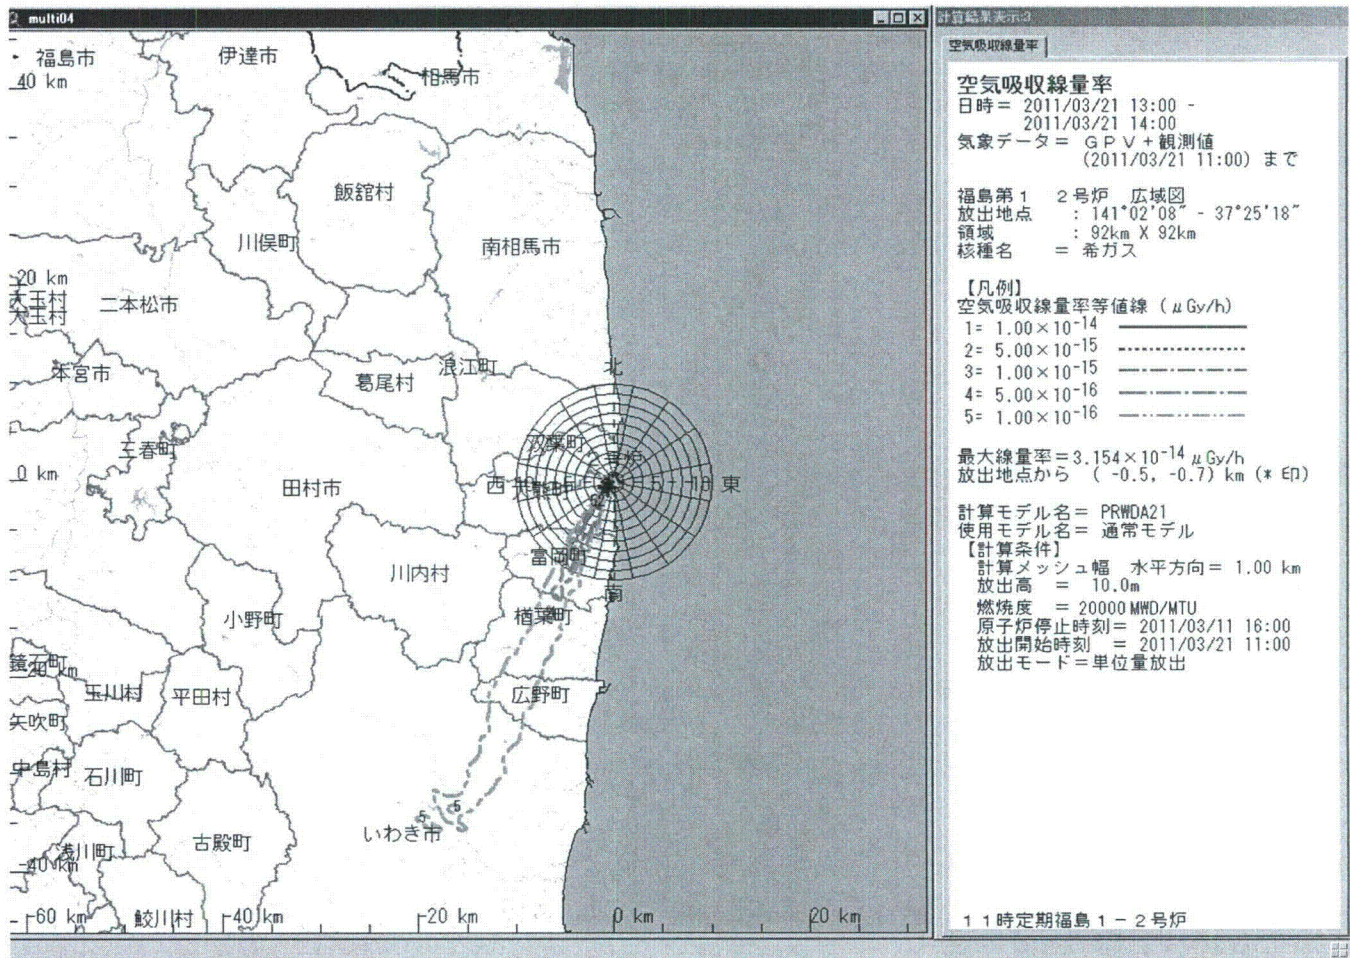 multi04
福島市
伊達市
相馬市
40 km
飯舘村
川俣町
南相馬市
20 km
大玉村
大玉村
二本松市
本宮市
葛尾村
浪江町
北
双葉町
三春町
0 km
田村市
西
東
富岡町
川内村
南
小野町
楢葉町
鏡石町
-20 km
玉川村
平田村
広野町
矢吹町
中島村
石川町
5
5
いわき市
古殿町
浅川町
-40 km
鮫川村
-60 km
-40 km
-20 km
0 km
20 km
計算結果表示:3
空気吸収線量率
空気吸収線量率
日時= 2011/03/21 13:00 -
2011/03/21 14:00
気象データ= GPV+観測値
(2011/03/21 11:00) まで
福島第1 2号炉 広域図
放出地点 : 141°02'08" - 37°25'18"
領域 : 92km X 92km
核種名 = 希ガス
【凡例】
空気吸収線量率等値線 (μGy/h)
1= 1.00×10⁻¹⁴
2= 5.00×10⁻¹⁵
3= 1.00×10⁻¹⁵
4= 5.00×10⁻¹⁶
5= 1.00×10⁻¹⁶
最大線量率=3.154×10⁻¹⁴μGy/h
放出地点から ( -0.5, -0.7) km (* 印)
計算モデル名= PRWDA21
使用モデル名= 通常モデル
【計算条件】
計算メッシュ幅 水平方向= 1.00 km
放出高 = 10.0m
燃焼度 = 20000MWD/MTU
原子炉停止時刻= 2011/03/11 16:00
放出開始時刻 = 2011/03/21 11:00
放出モード=単位量放出
11時定期福島1-2号炉